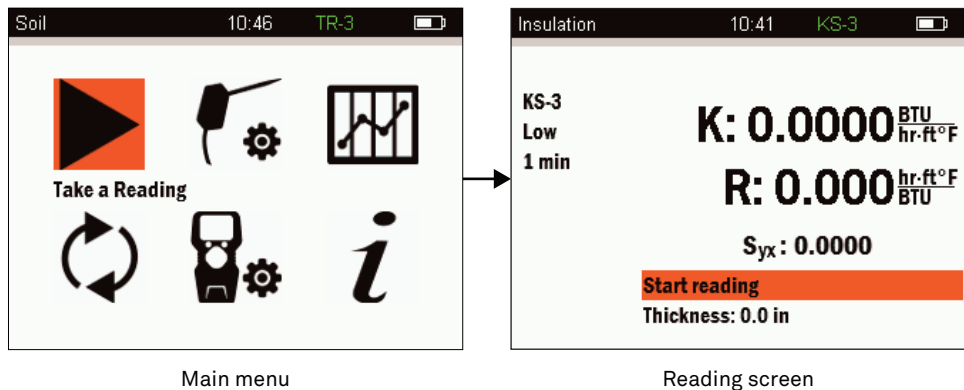 Soil 10:46 TR-3
Take a Reading
Main menu
Insulation 10:41 KS-3
KS-3
Low
1 min
K: 0.0000 BTU/hr·ft°F
R: 0.000 hr·ft°F/BTU
Syx: 0.0000
Start reading
Thickness: 0.0 in
Reading screen